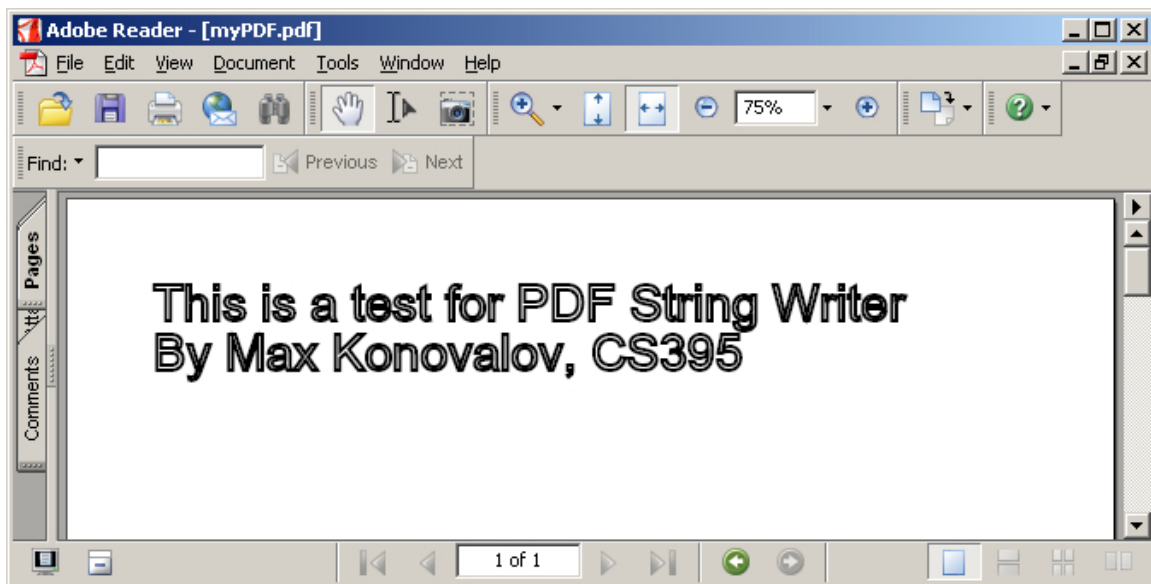 Adobe Reader - [myPDF.pdf]
File Edit View Document Tools Window Help
75%
Find: Previous Next
Pages
Comments
This is a test for PDF String Writer
By Max Konovalov, CS395
1 of 1